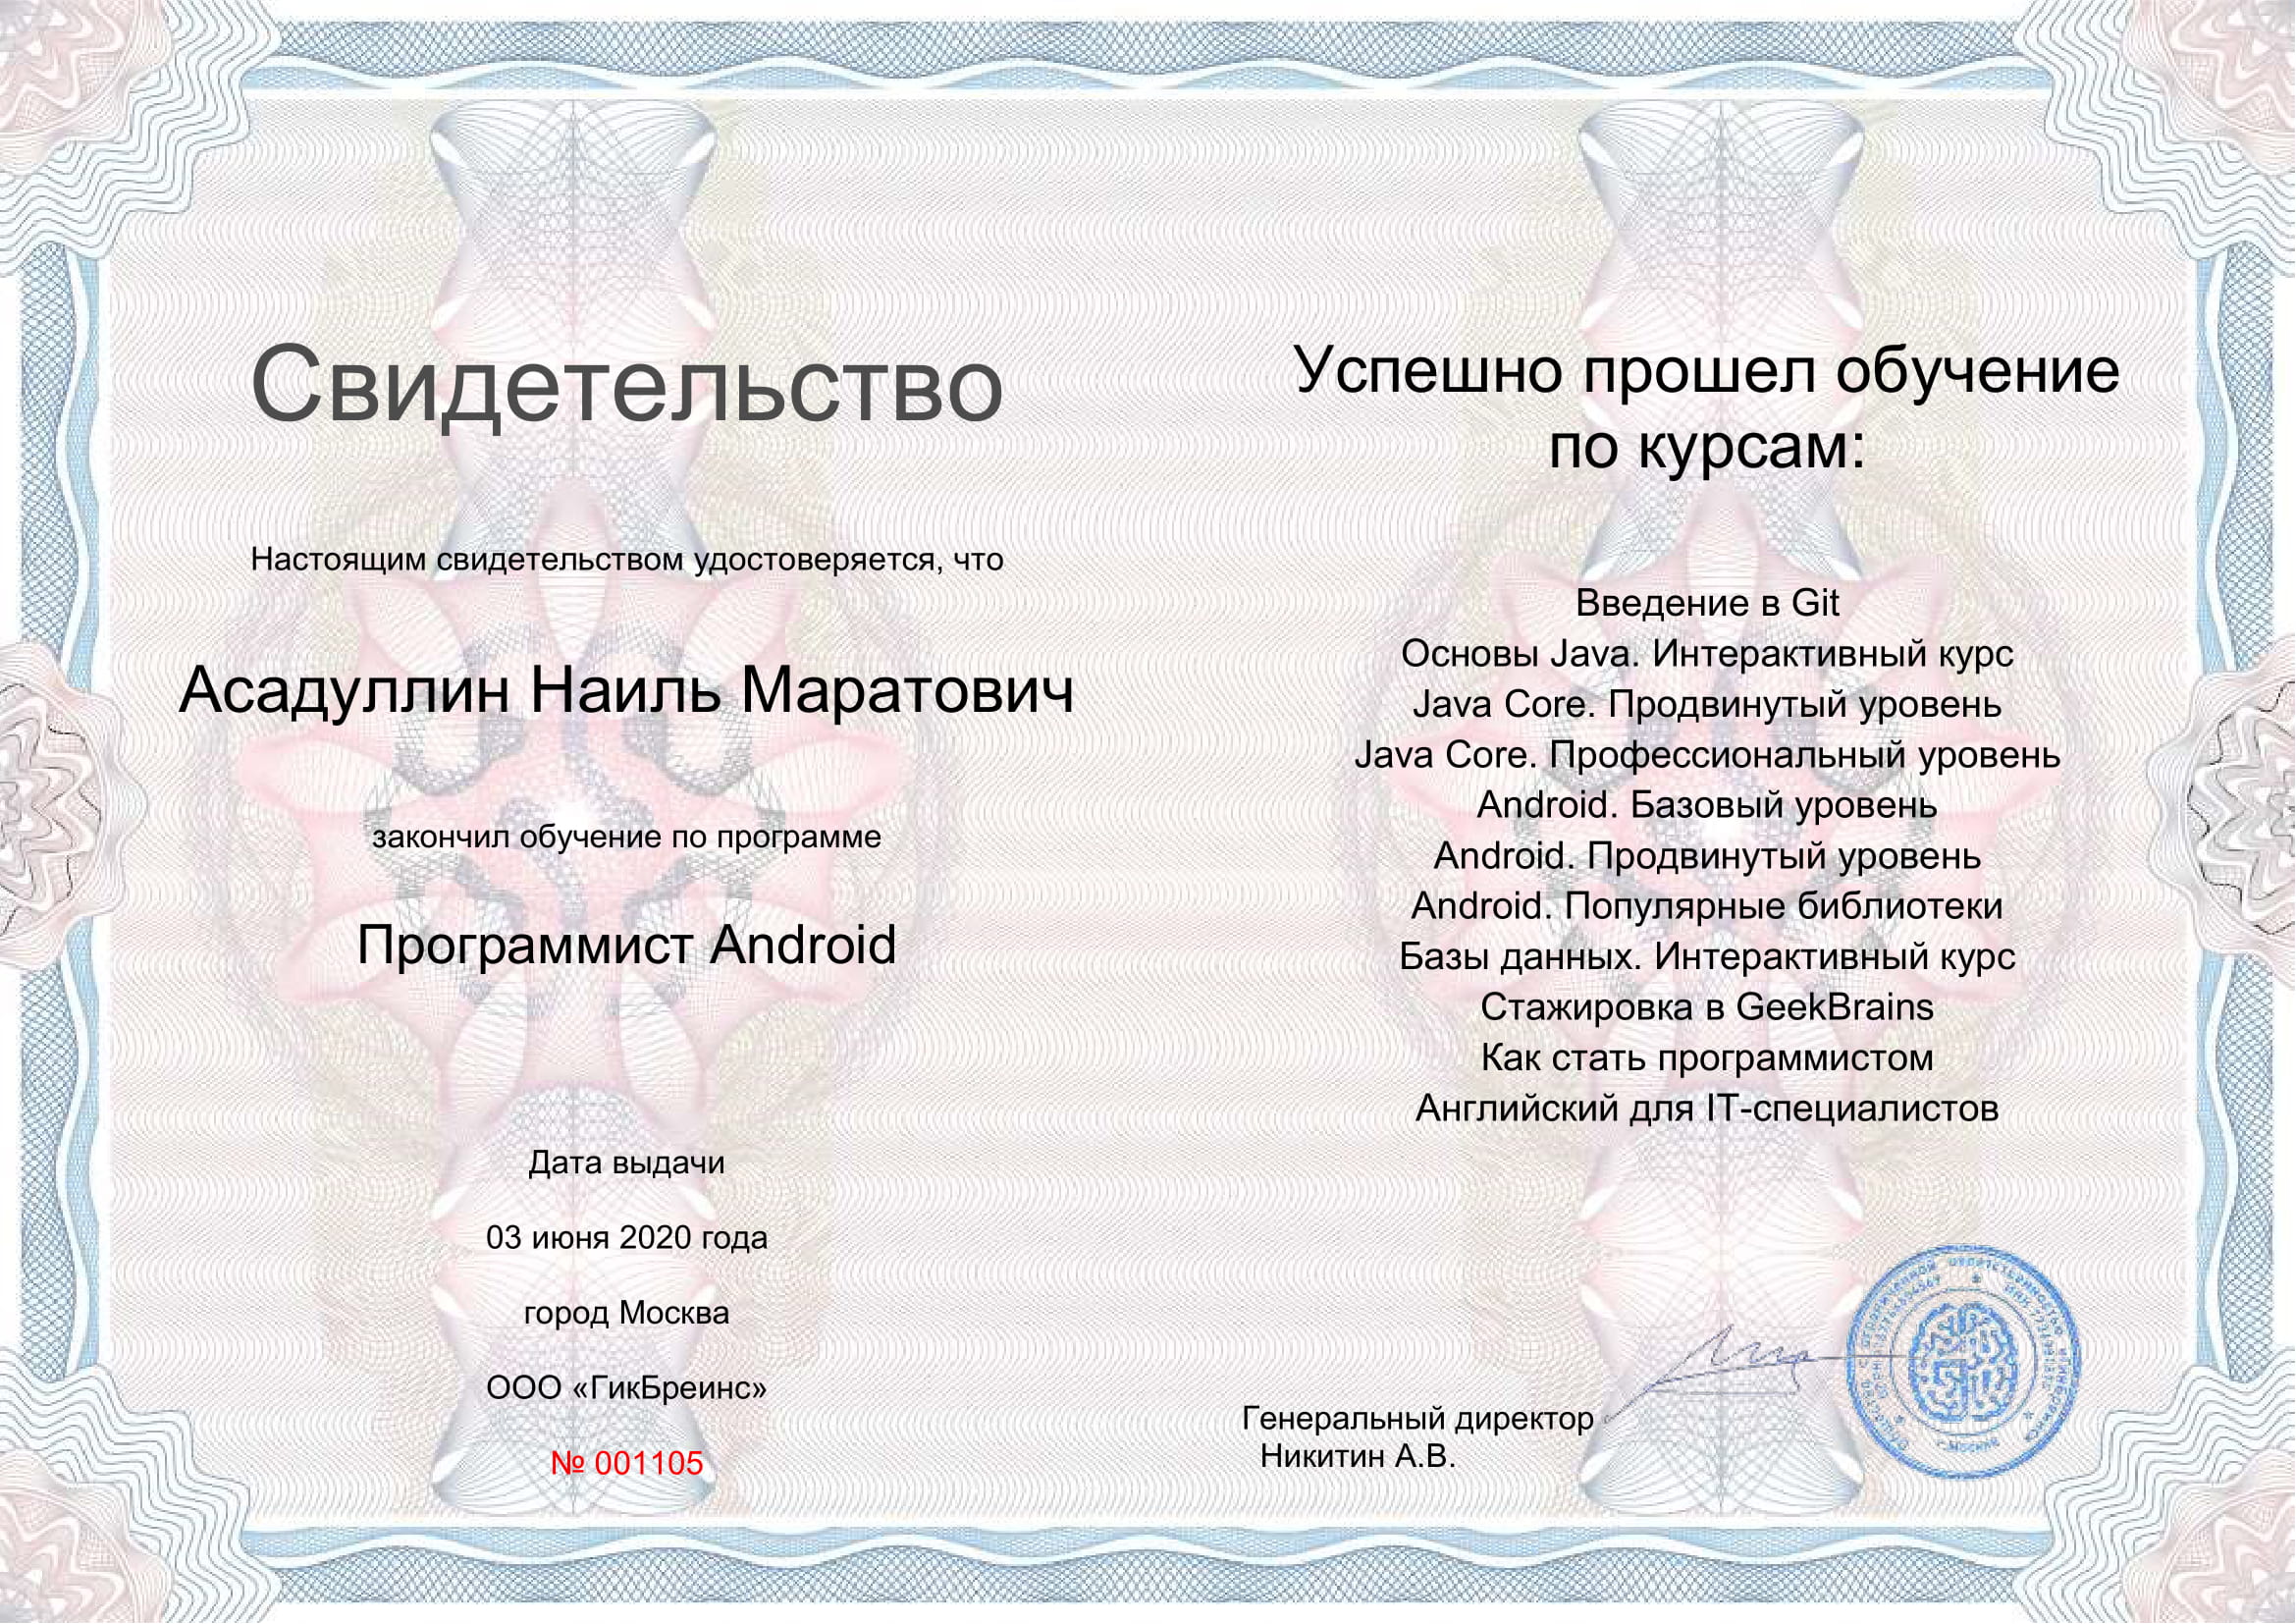 Свидетельство
Настоящим свидетельством удостоверяется, что
Асадуллин Наиль Маратович
закончил обучение по программе
Программист Android
Дата выдачи
03 июня 2020 года
город Москва
ООО «ГикБреинс»
№ 001105
Успешно прошел обучение
по курсам:
Введение в Git
Основы Java. Интерактивный курс
Java Core. Продвинутый уровень
Java Core. Профессиональный уровень
Android. Базовый уровень
Android. Продвинутый уровень
Android. Популярные библиотеки
Базы данных. Интерактивный курс
Стажировка в GeekBrains
Как стать программистом
Английский для IT-специалистов
Генеральный директор
Никитин А.В.
г. Москва